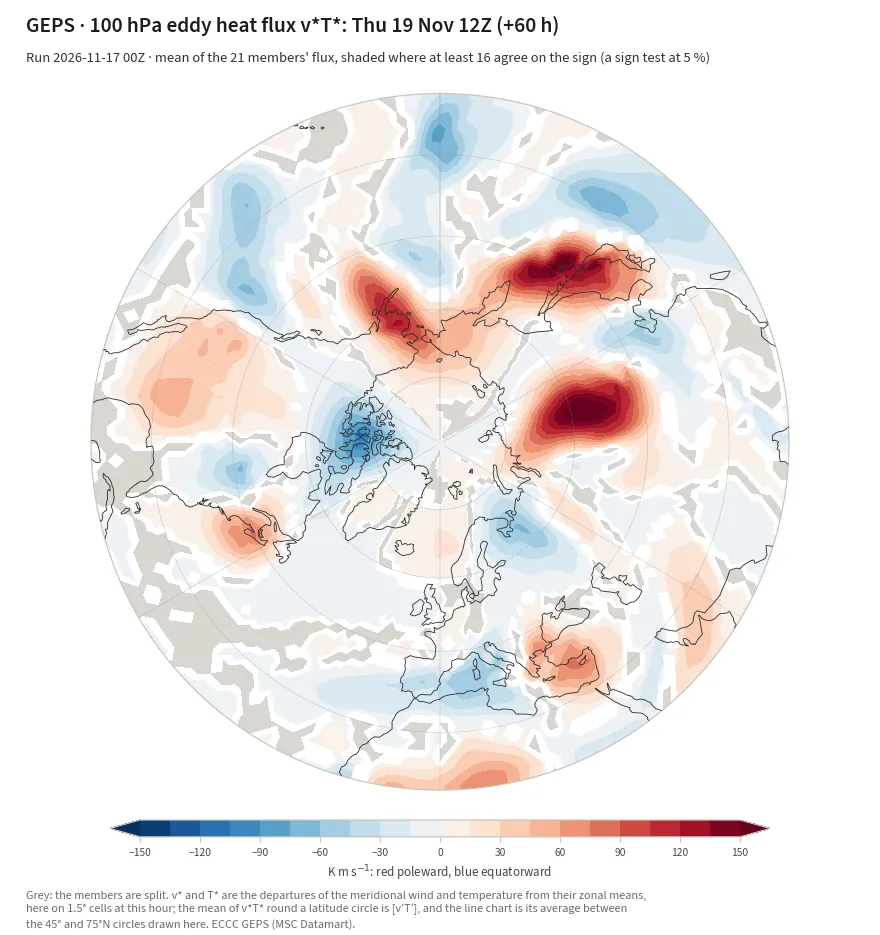 GEPS · 100 hPa eddy heat flux v*T*: Thu 19 Nov 12Z (+60 h)
Run 2026-11-17 00Z · mean of the 21 members' flux, shaded where at least 16 agree on the sign (a sign test at 5 %)
−150 −120 −90 −60 −30 0 30 60 90 120 150
K m s⁻¹: red poleward, blue equatorward
Grey: the members are split. v* and T* are the departures of the meridional wind and temperature from their zonal means,
here on 1.5° cells at this hour; the mean of v*T* round a latitude circle is [v'T'], and the line chart is its average between
the 45° and 75°N circles drawn here. ECCC GEPS (MSC Datamart).